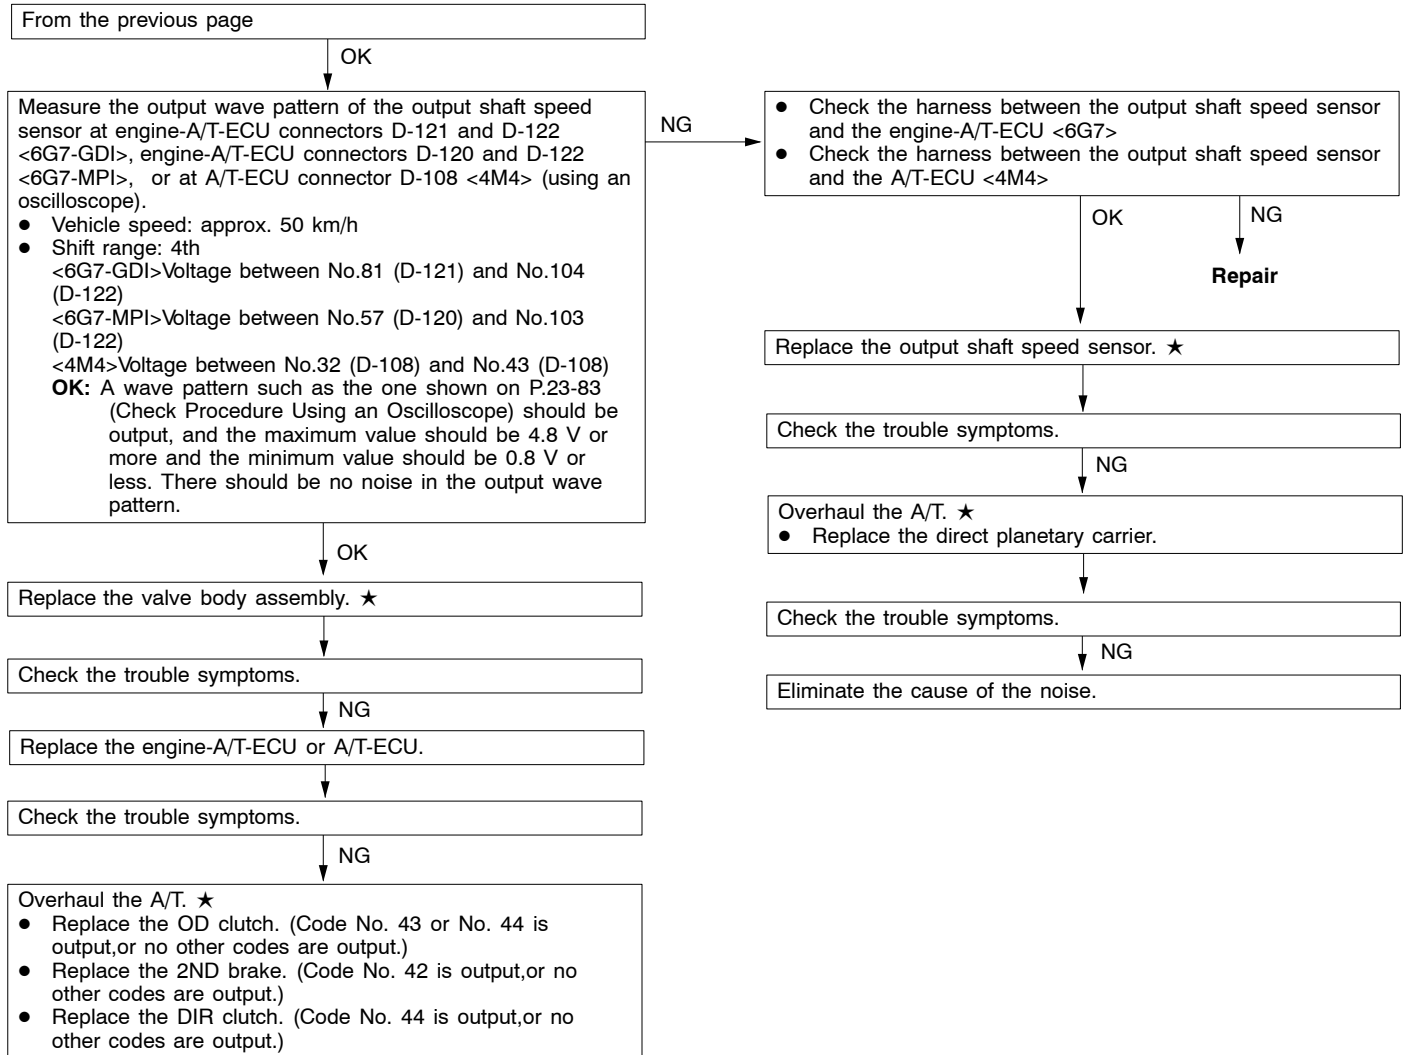 From the previous page
OK
Measure the output wave pattern of the output shaft speed
sensor at engine-A/T-ECU connectors D-121 and D-122
<6G7-GDI>, engine-A/T-ECU connectors D-120 and D-122
<6G7-MPI>, or at A/T-ECU connector D-108 <4M4> (using an
oscilloscope).
● Vehicle speed: approx. 50 km/h
● Shift range: 4th
<6G7-GDI>Voltage between No.81 (D-121) and No.104
(D-122)
<6G7-MPI>Voltage between No.57 (D-120) and No.103
(D-122)
<4M4>Voltage between No.32 (D-108) and No.43 (D-108)
OK: A wave pattern such as the one shown on P.23-83
(Check Procedure Using an Oscilloscope) should be
output, and the maximum value should be 4.8 V or
more and the minimum value should be 0.8 V or
less. There should be no noise in the output wave
pattern.
OK
Replace the valve body assembly. ★
Check the trouble symptoms.
NG
Replace the engine-A/T-ECU or A/T-ECU.
Check the trouble symptoms.
NG
Overhaul the A/T. ★
● Replace the OD clutch. (Code No. 43 or No. 44 is
output,or no other codes are output.)
● Replace the 2ND brake. (Code No. 42 is output,or no
other codes are output.)
● Replace the DIR clutch. (Code No. 44 is output,or no
other codes are output.)
NG
● Check the harness between the output shaft speed sensor
and the engine-A/T-ECU <6G7>
● Check the harness between the output shaft speed sensor
and the A/T-ECU <4M4>
OK
NG
Repair
Replace the output shaft speed sensor. ★
Check the trouble symptoms.
NG
Overhaul the A/T. ★
● Replace the direct planetary carrier.
Check the trouble symptoms.
NG
Eliminate the cause of the noise.